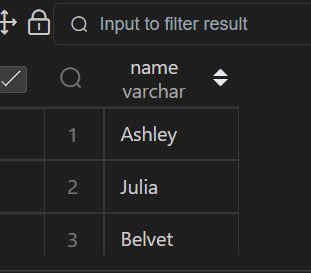 Input to filter result
name
varchar
1 Ashley
2 Julia
3 Belvet